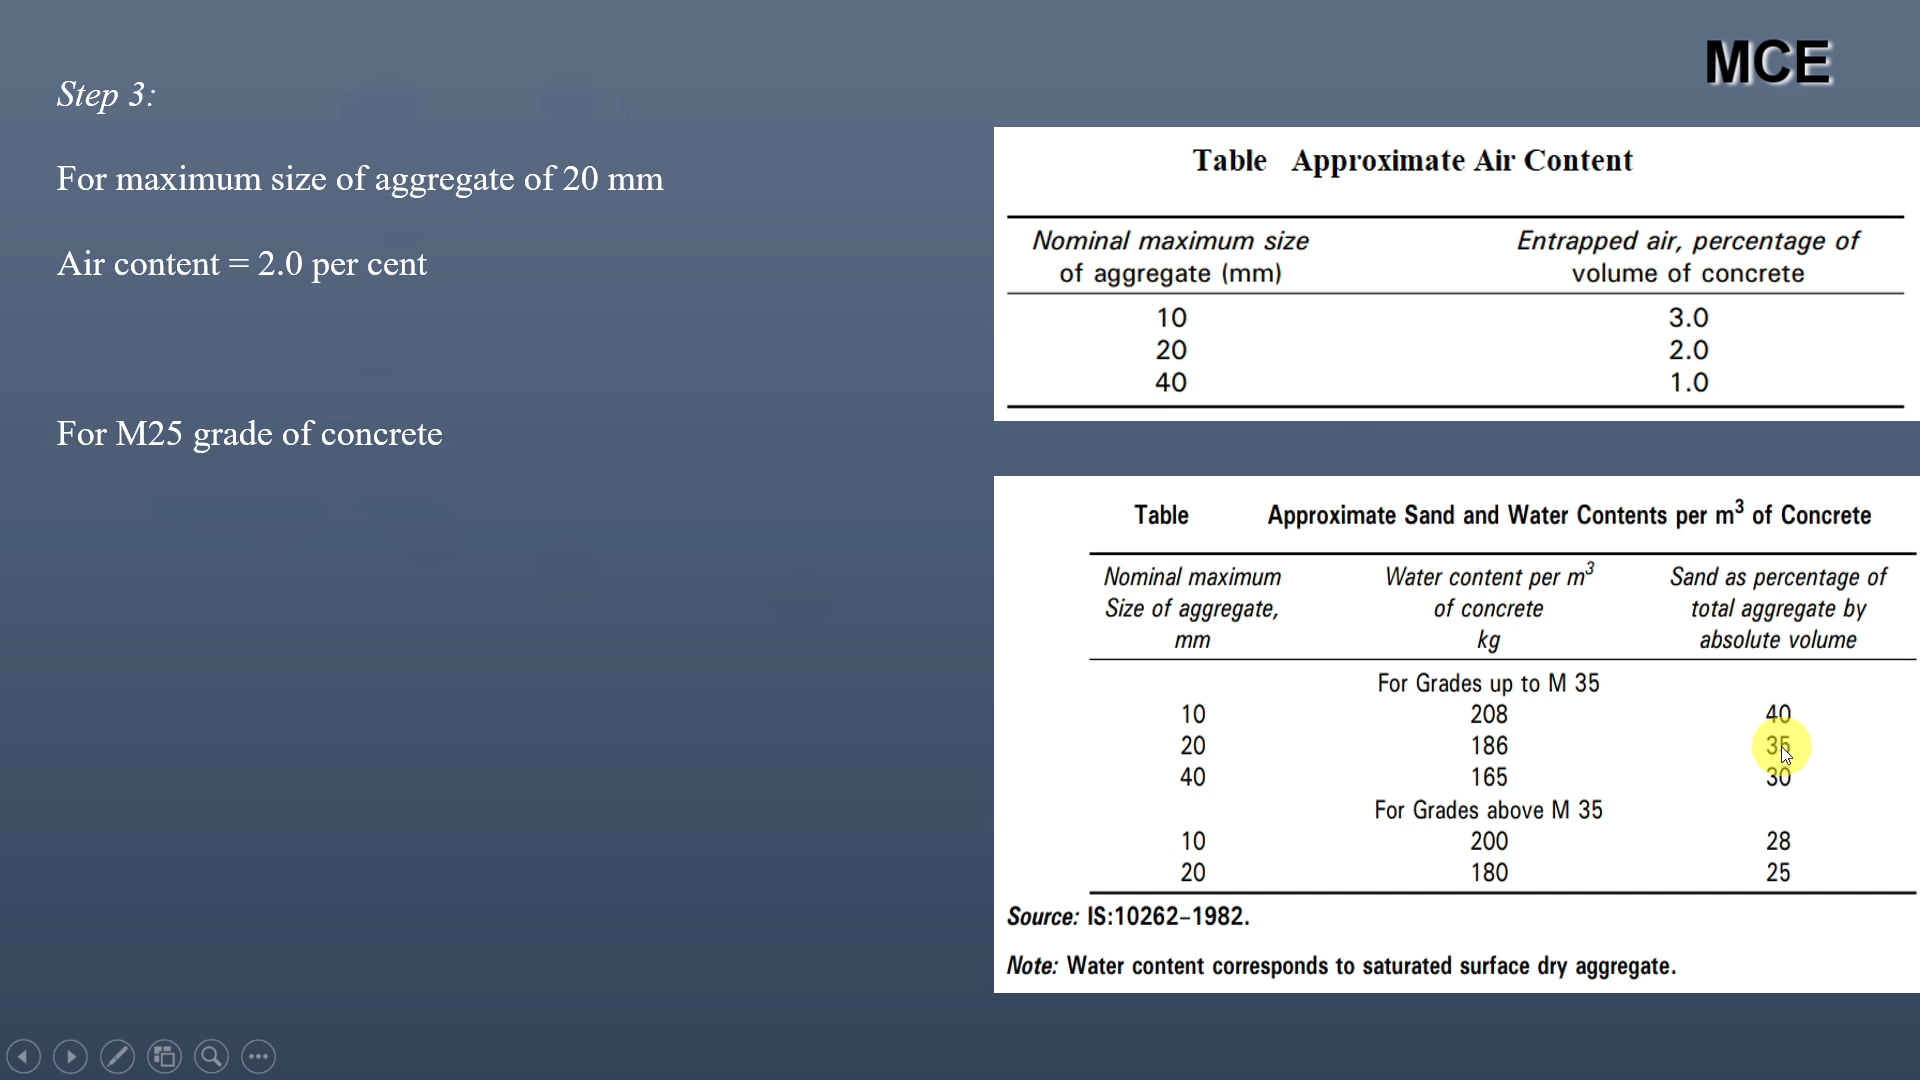 MCE
Step 3:
For maximum size of aggregate of 20 mm
Air content = 2.0 per cent
For M25 grade of concrete
Table Approximate Air Content
Nominal maximum size of aggregate (mm) Entrapped air, percentage of volume of concrete
10 3.0
20 2.0
40 1.0
Table Approximate Sand and Water Contents per m³ of Concrete
Nominal maximum Size of aggregate, mm Water content per m³ of concrete kg Sand as percentage of total aggregate by absolute volume
For Grades up to M 35
10 208 40
20 186 35
40 165 30
For Grades above M 35
10 200 28
20 180 25
Source: IS:10262–1982.
Note: Water content corresponds to saturated surface dry aggregate.